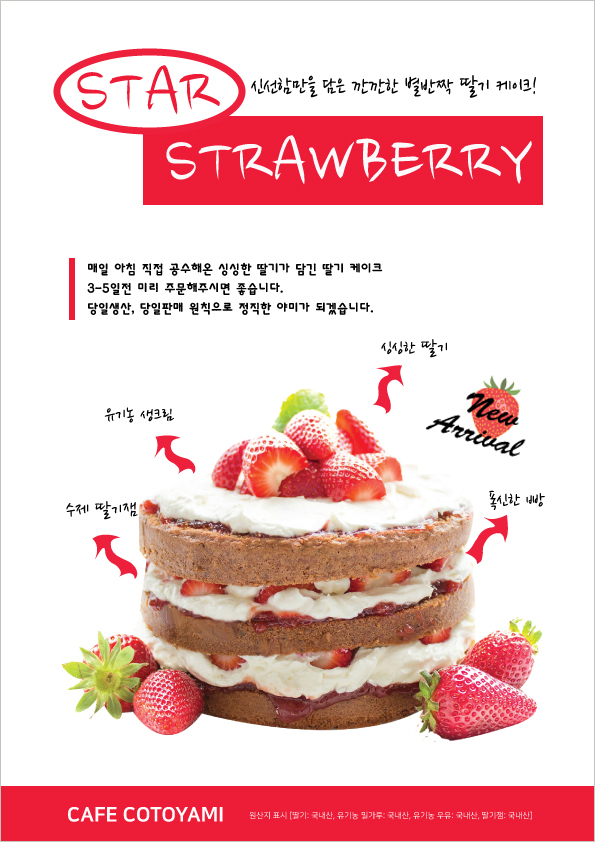 STAR
신선함만을 담은 깐깐한 별반짝 딸기 케이크!
STRAWBERRY
매일 아침 직접 공수해온 싱싱한 딸기가 담긴 딸기 케이크
3-5일전 미리 주문해주시면 좋습니다.
당일생산, 당일판매 원칙으로 정직한 야미가 되겠습니다.
싱싱한 딸기
유기농 생크림
New
Arrival
수제 딸기잼
폭신한 빵
CAFE COTOYAMI
원산지 표시 [딸기: 국내산, 유기농 밀가루: 국내산, 유기농 우유: 국내산, 딸기잼: 국내산]